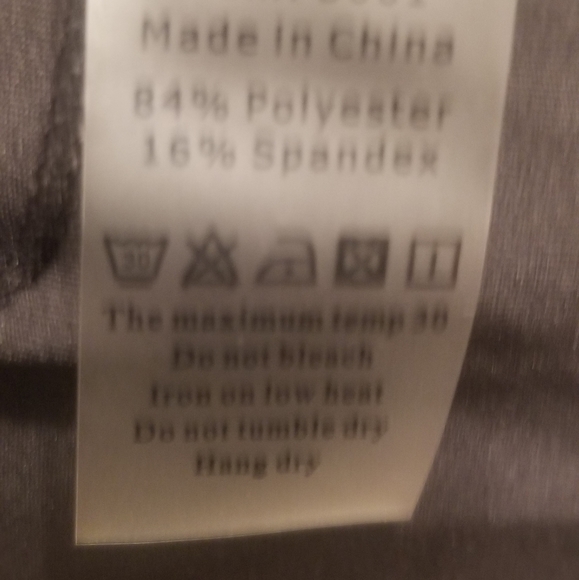 Made in China
84% Polyester
16% Spandex
30
The maximum temp 30
Do not bleach
Iron on low heat
Do not tumble dry
Hang dry